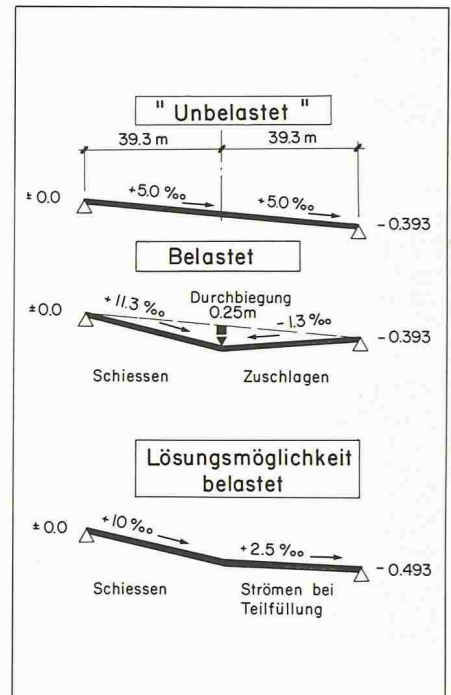 " Unbelastet "
39.3 m 39.3 m
± 0.0 +5.0 ‰ +5.0 ‰ -0.393
Belastet
± 0.0 +11.3 ‰ Durchbiegung 0.25m -1.3 ‰ -0.393
Schiessen Zuschlagen
Lösungsmöglichkeit
belastet
± 0.0 +10 ‰ +2.5 ‰ -0.493
Schiessen Strömen bei
Teilfüllung